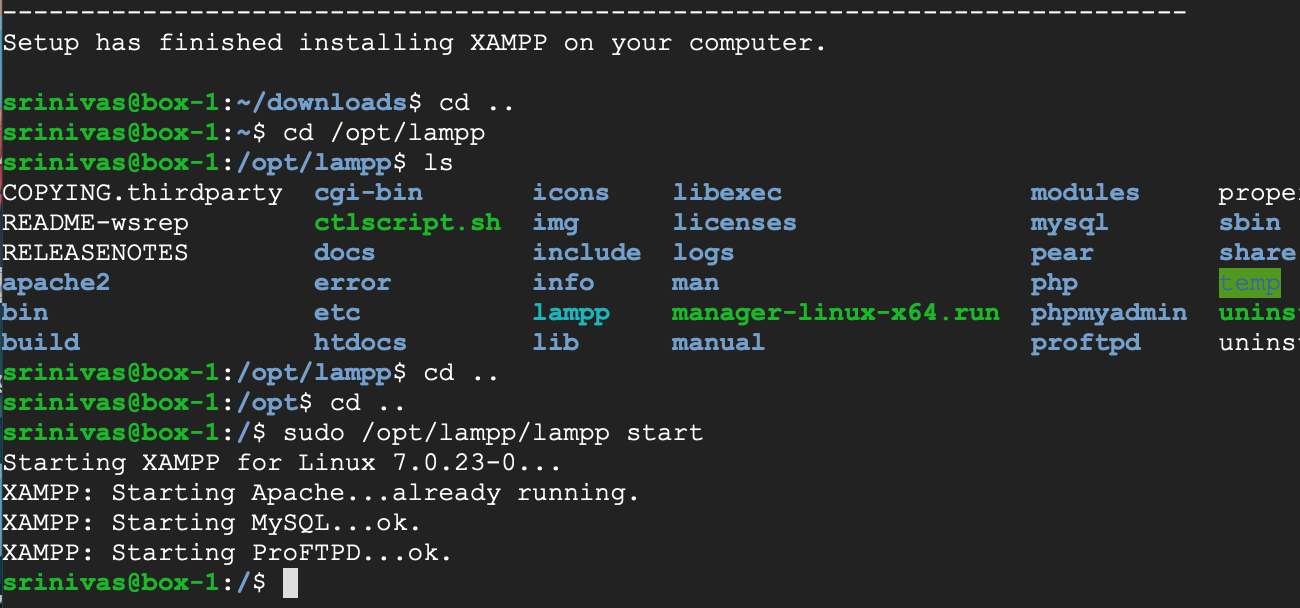 --------------------------------------------------------------------------------
Setup has finished installing XAMPP on your computer.
srinivas@box-1:~/downloads$ cd ..
srinivas@box-1:~$ cd /opt/lampp
srinivas@box-1:/opt/lampp$ ls
COPYING.thirdparty cgi-bin icons libexec modules
README-wsrep ctlscript.sh img licenses mysql sbin
RELEASENOTES docs include logs pear share
apache2 error info man php temp
bin etc lampp manager-linux-x64.run phpmyadmin
build htdocs lib manual proftpd
srinivas@box-1:/opt/lampp$ cd ..
srinivas@box-1:/opt$ cd ..
srinivas@box-1:/$ sudo /opt/lampp/lampp start
Starting XAMPP for Linux 7.0.23-0...
XAMPP: Starting Apache...already running.
XAMPP: Starting MySQL...ok.
XAMPP: Starting ProFTPD...ok.
srinivas@box-1:/$